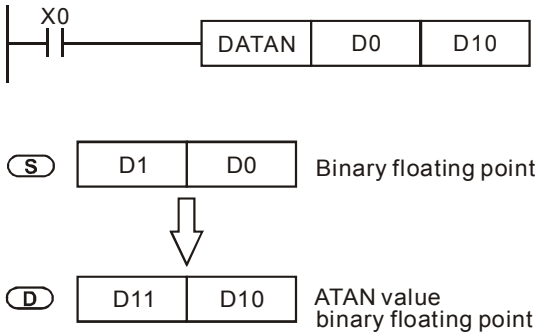 X0
DATAN D0 D10
S D1 D0 Binary floating point
D D11 D10 ATAN value
binary floating point